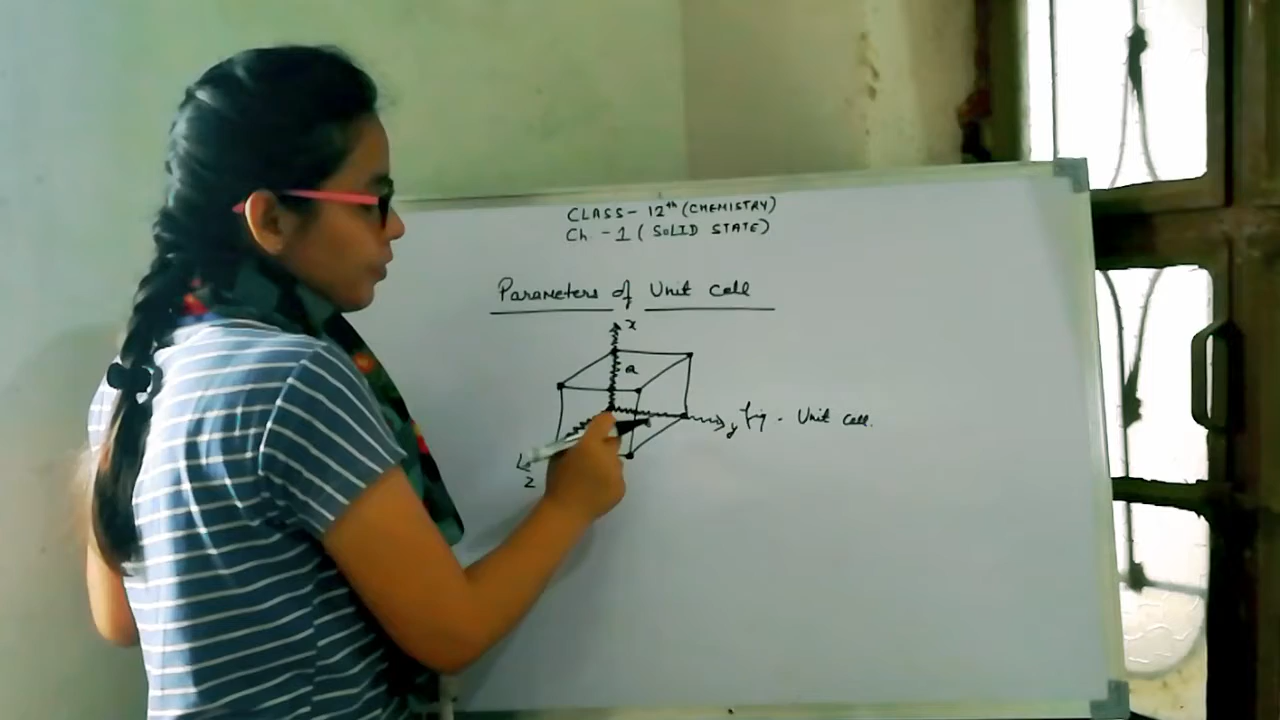 CLASS- 12th (CHEMISTRY)
Ch -1 ( SOLID STATE)
Parameters of Unit cell
x
a
y fig - Unit cell.
z